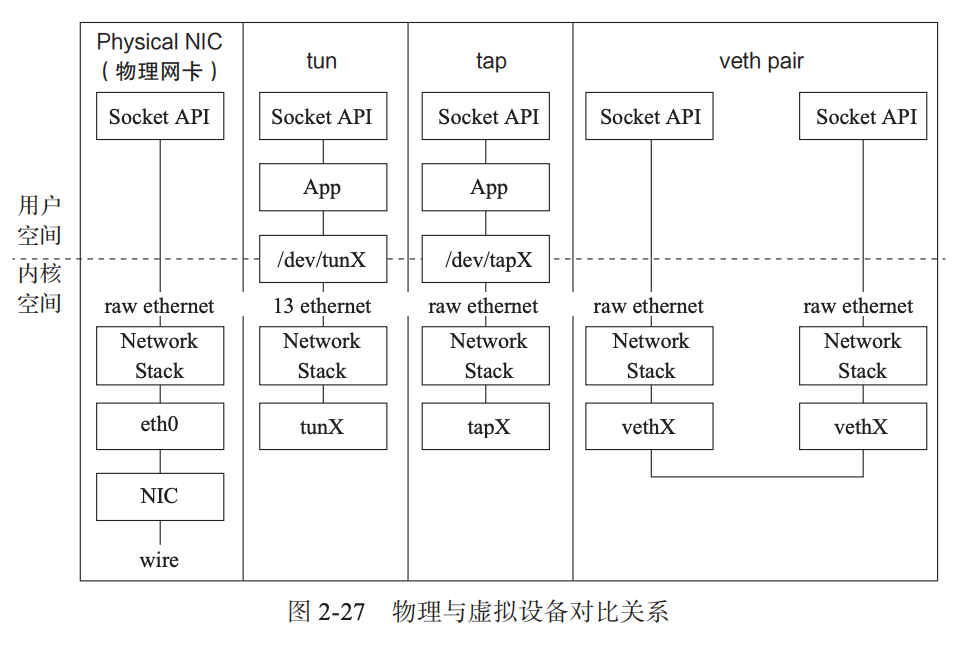 Physical NIC
（物理网卡）
tun
tap
veth pair
Socket API
Socket API
Socket API
Socket API
Socket API
App
App
用户
空间
/dev/tunX
/dev/tapX
内核
空间
raw ethernet
13 ethernet
raw ethernet
raw ethernet
raw ethernet
Network
Stack
Network
Stack
Network
Stack
Network
Stack
Network
Stack
eth0
tunX
tapX
vethX
vethX
NIC
wire
图 2-27 物理与虚拟设备对比关系